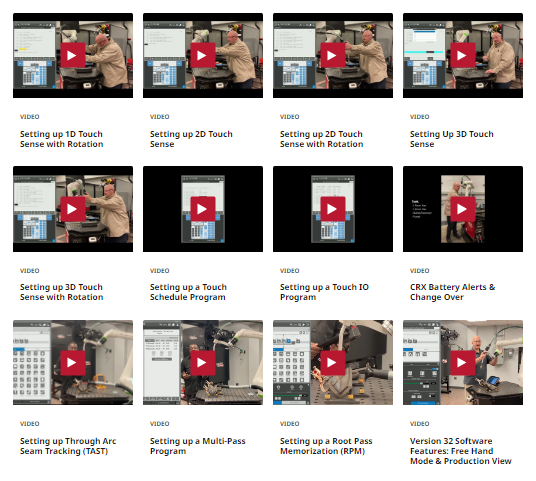 VIDEO
Setting up 1D Touch
Sense with Rotation
VIDEO
Setting up 2D Touch
Sense
VIDEO
Setting up 2D Touch
Sense with Rotation
VIDEO
Setting Up 3D Touch
Sense
VIDEO
Setting up 3D Touch
Sense with Rotation
VIDEO
Setting up a Touch
Schedule Program
VIDEO
Setting up a Touch IO
Program
VIDEO
CRX Battery Alerts &
Change Over
VIDEO
Setting up Through Arc
Seam Tracking (TAST)
VIDEO
Setting up a Multi-Pass
Program
VIDEO
Setting up a Root Pass
Memorization (RPM)
VIDEO
Version 32 Software
Features: Free Hand
Mode & Production View